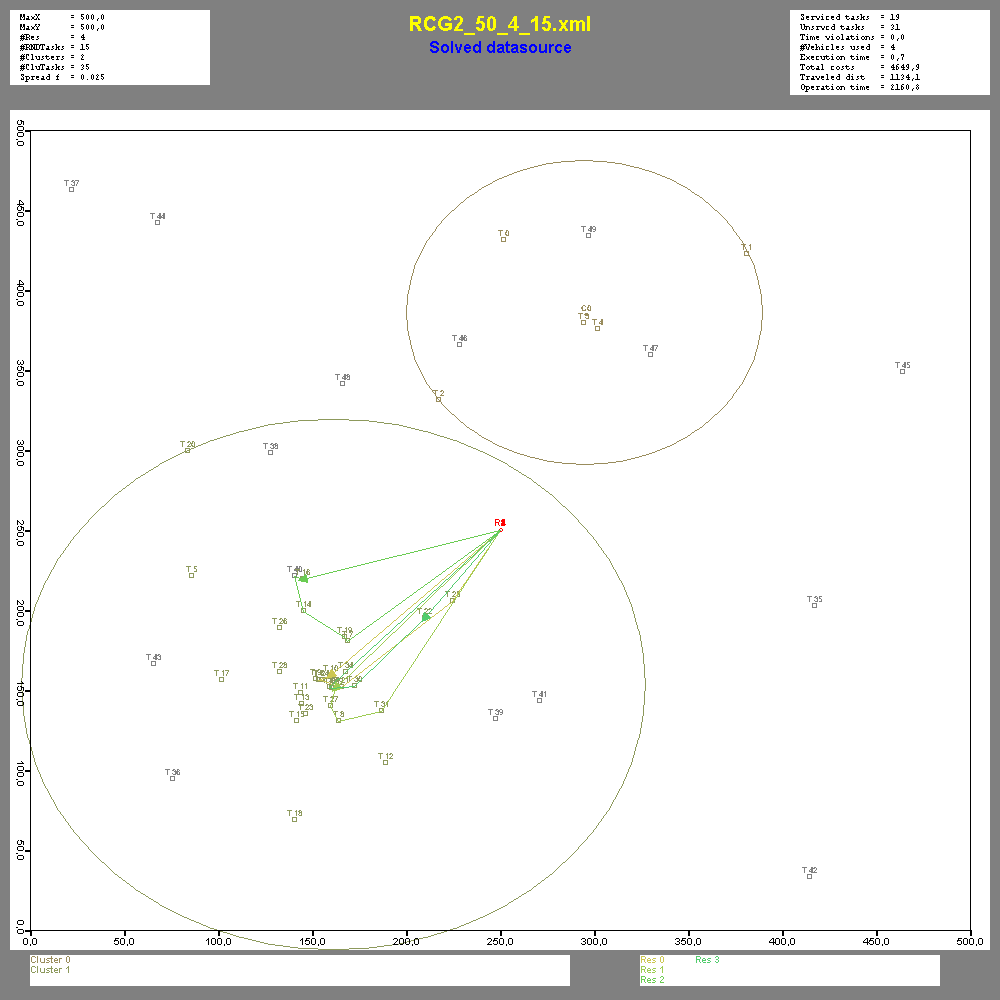 MaxX = 500,0
MaxY = 500,0
#Res = 4
#RNDTasks = 15
#Clusters = 2
#CluTasks = 35
Spread f = 0.025
RCG2_50_4_15.xml
Solved datasource
Serviced tasks = 19
Unsrvcd tasks = 31
Time violations = 0,0
#Vehicles used = 4
Execution time = 0,7
Total costs = 4649,9
Traveled dist = 1134,1
Operation time = 2160,8
500,0
450,0
400,0
350,0
300,0
250,0
200,0
150,0
100,0
50,0
0,0
T 37
T 44
T 0
T 49
T 1
C0
T 3
T 4
T 46
T 47
T 45
T 48
T 2
T 20
T 38
T 5
T 40
T 14
T 22
T 35
T 26
T 19
T 43
T 17
T 28
T 10
T 34
T 30
T 11
T 13
T 23
T 15
T 27
T 8
T 31
T 41
T 39
T 12
T 36
T 18
T 42
0,0
50,0
100,0
150,0
200,0
250,0
300,0
350,0
400,0
450,0
500,0
Cluster 0
Cluster 1
Res 0
Res 1
Res 2
Res 3